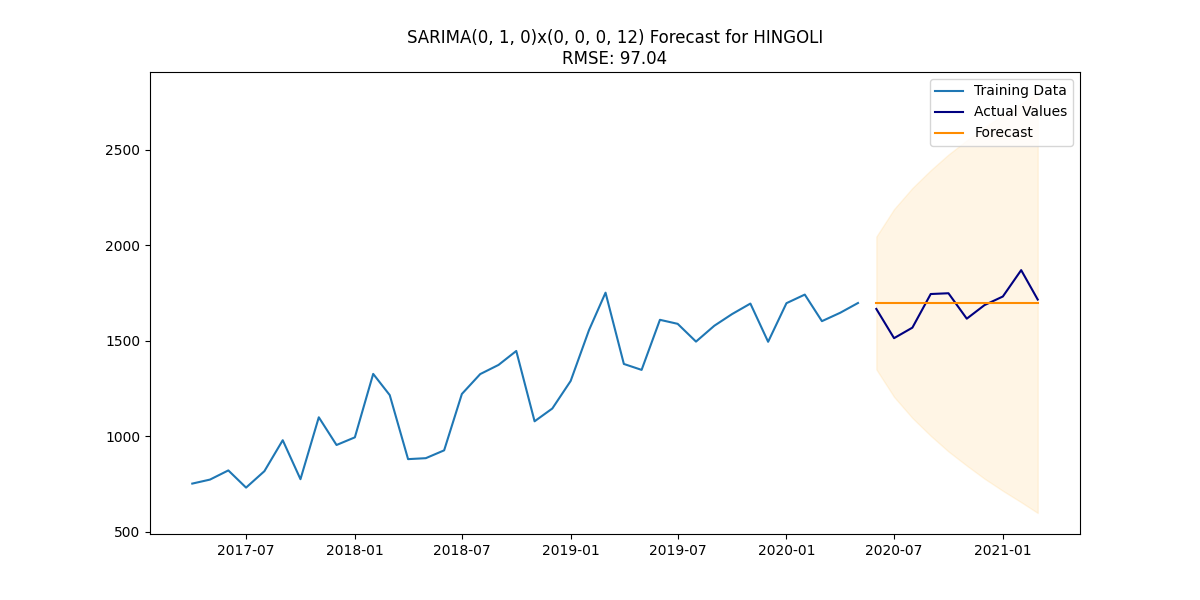 SARIMA(0, 1, 0)x(0, 0, 0, 12) Forecast for HINGOLI
RMSE: 97.04
Training Data
Actual Values
Forecast
2500
2000
1500
1000
500
2017-07 2018-01 2018-07 2019-01 2019-07 2020-01 2020-07 2021-01